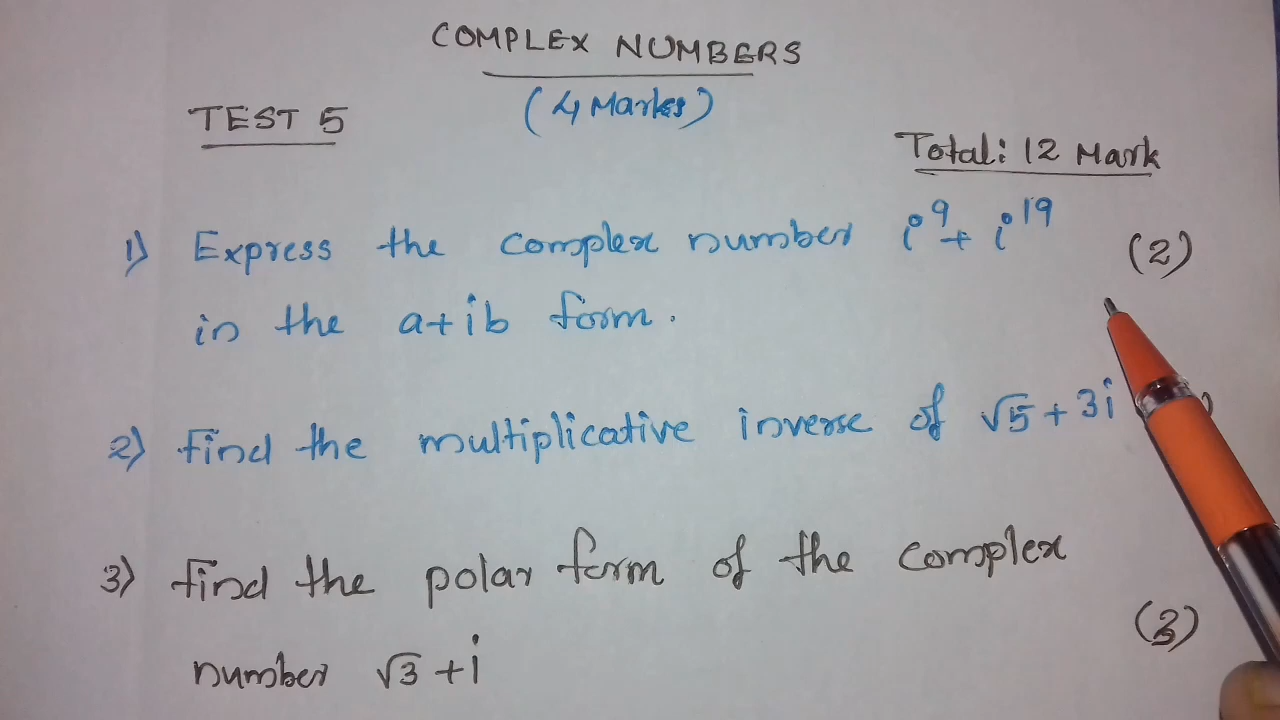 COMPLEX NUMBERS
(4 Marks)
TEST 5
Total: 12 Mark
1) Express the complex number i⁹ + i¹⁹ (2)
in the a+ib form.
2) Find the multiplicative inverse of √5 + 3i
3) Find the polar form of the complex
number √3 + i (3)